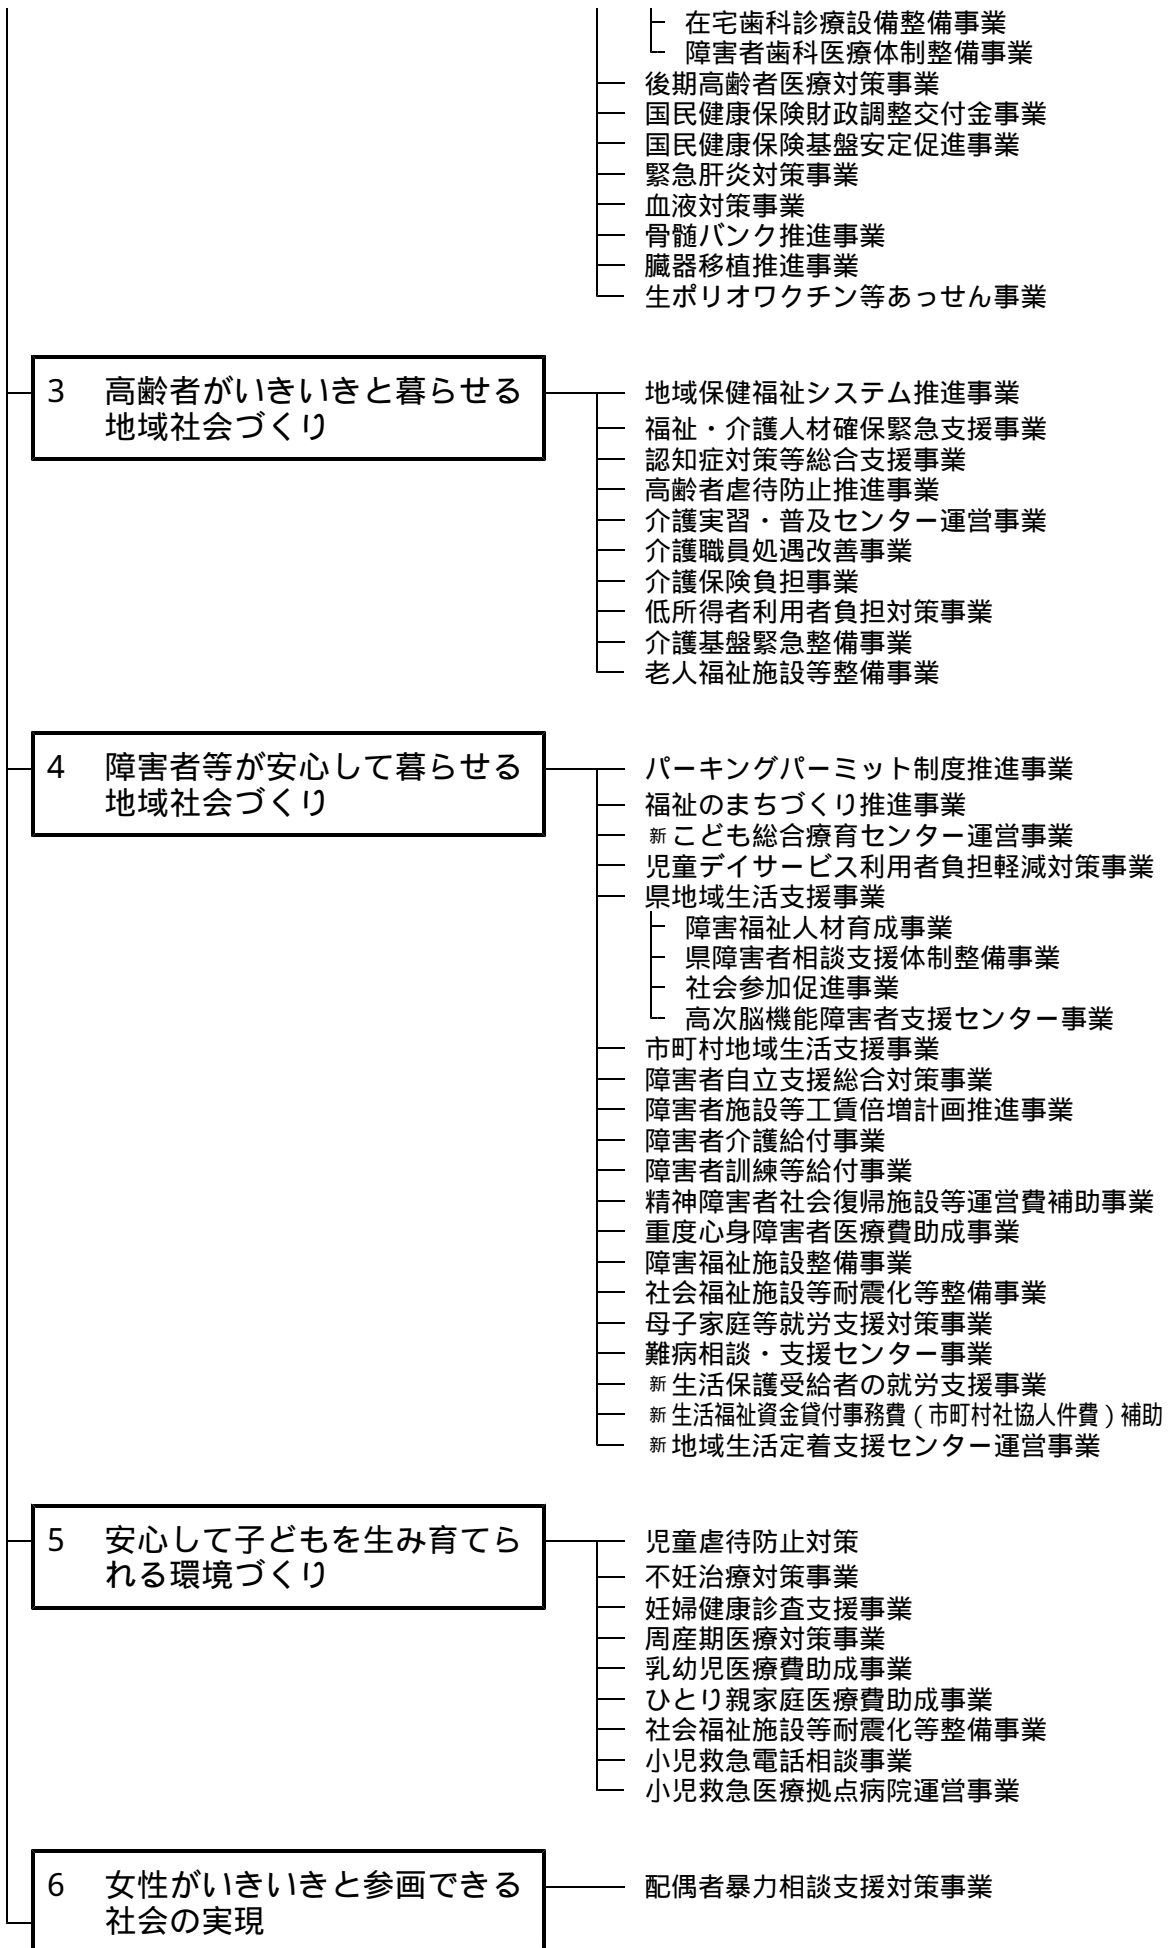 在宅歯科診療設備整備事業
障害者歯科医療体制整備事業
後期高齢者医療対策事業
国民健康保険財政調整交付金事業
国民健康保険基盤安定促進事業
緊急肝炎対策事業
血液対策事業
骨髄バンク推進事業
臓器移植推進事業
生ポリオワクチン等あっせん事業
3 高齢者がいきいきと暮らせる
地域社会づくり
地域保健福祉システム推進事業
福祉・介護人材確保緊急支援事業
認知症対策等総合支援事業
高齢者虐待防止推進事業
介護実習・普及センター運営事業
介護職員処遇改善事業
介護保険負担事業
低所得者利用者負担対策事業
介護基盤緊急整備事業
老人福祉施設等整備事業
4 障害者等が安心して暮らせる
地域社会づくり
パーキングパーミット制度推進事業
福祉のまちづくり推進事業
新こども総合療育センター運営事業
児童デイサービス利用者負担軽減対策事業
県地域生活支援事業
障害福祉人材育成事業
県障害者相談支援体制整備事業
社会参加促進事業
高次脳機能障害者支援センター事業
市町村地域生活支援事業
障害者自立支援総合対策事業
障害者施設等工賃倍増計画推進事業
障害者介護給付事業
障害者訓練等給付事業
精神障害者社会復帰施設等運営費補助事業
重度心身障害者医療費助成事業
障害福祉施設整備事業
社会福祉施設等耐震化等整備事業
母子家庭等就労支援対策事業
難病相談・支援センター事業
新生活保護受給者の就労支援事業
新生活福祉資金貸付事務費(市町村社協人件費)補助
新地域生活定着支援センター運営事業
5 安心して子どもを生み育てら
れる環境づくり
児童虐待防止対策
不妊治療対策事業
妊婦健康診査支援事業
周産期医療対策事業
乳幼児医療費助成事業
ひとり親家庭医療費助成事業
社会福祉施設等耐震化等整備事業
小児救急電話相談事業
小児救急医療拠点病院運営事業
6 女性がいきいきと参画できる
社会の実現
配偶者暴力相談支援対策事業